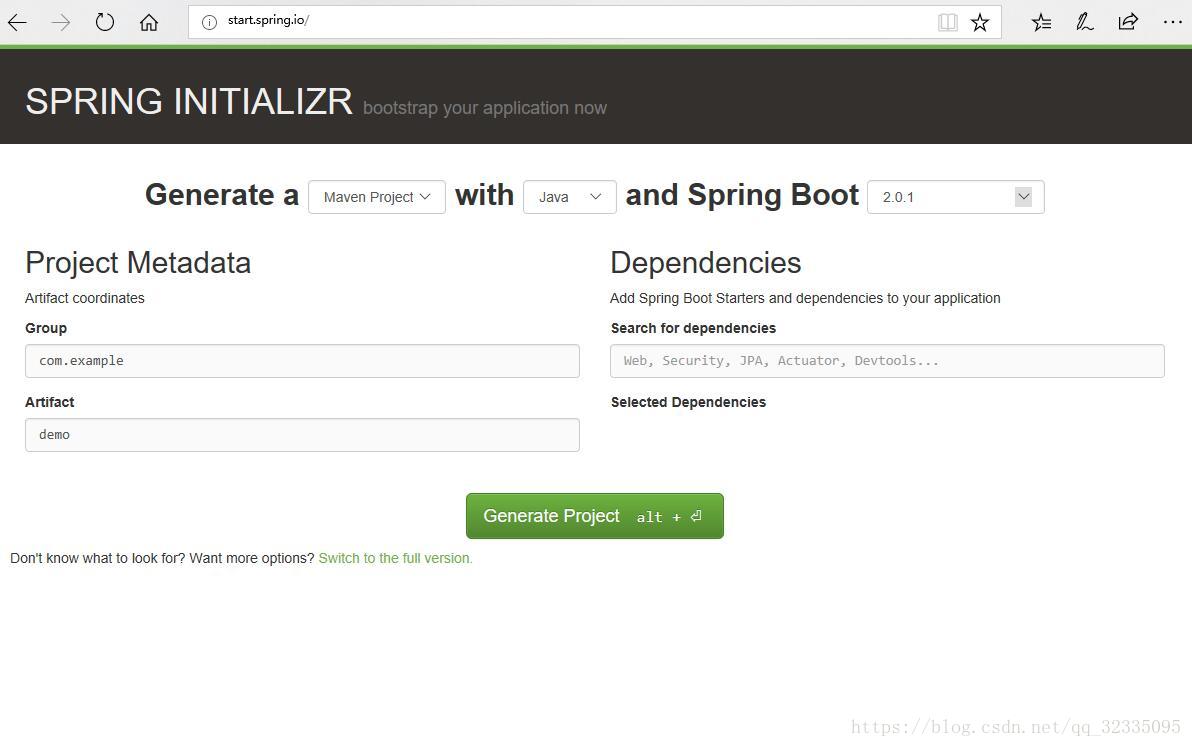 start.spring.io/
SPRING INITIALIZR bootstrap your application now
Generate a Maven Project with Java and Spring Boot 2.0.1
Project Metadata
Artifact coordinates
Group
com.example
Artifact
demo
Dependencies
Add Spring Boot Starters and dependencies to your application
Search for dependencies
Web, Security, JPA, Actuator, Devtools...
Selected Dependencies
Generate Project alt + ⏎
Don't know what to look for? Want more options? Switch to the full version.
https://blog.csdn.net/qq_32335095